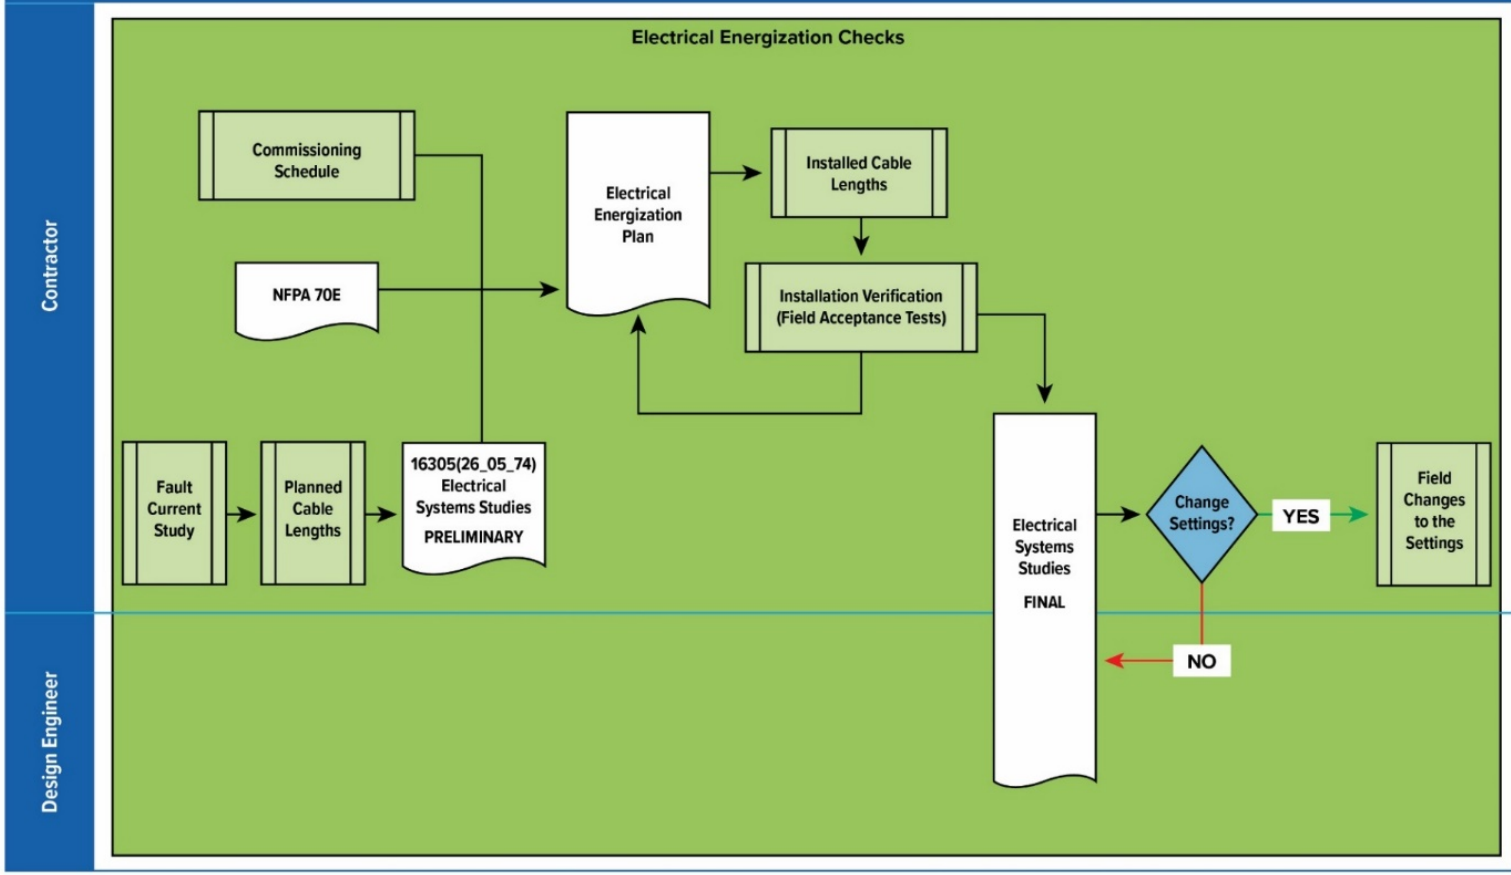 Electrical Energization Checks
Contractor
Commissioning
Schedule
NFPA 70E
Electrical
Energization
Plan
Installed Cable
Lengths
Installation Verification
(Field Acceptance Tests)
Fault
Current
Study
Planned
Cable
Lengths
16305(26_05_74)
Electrical
Systems Studies
PRELIMINARY
Electrical
Systems
Studies
FINAL
Change
Settings?
YES
Field
Changes
to the
Settings
NO
Design Engineer